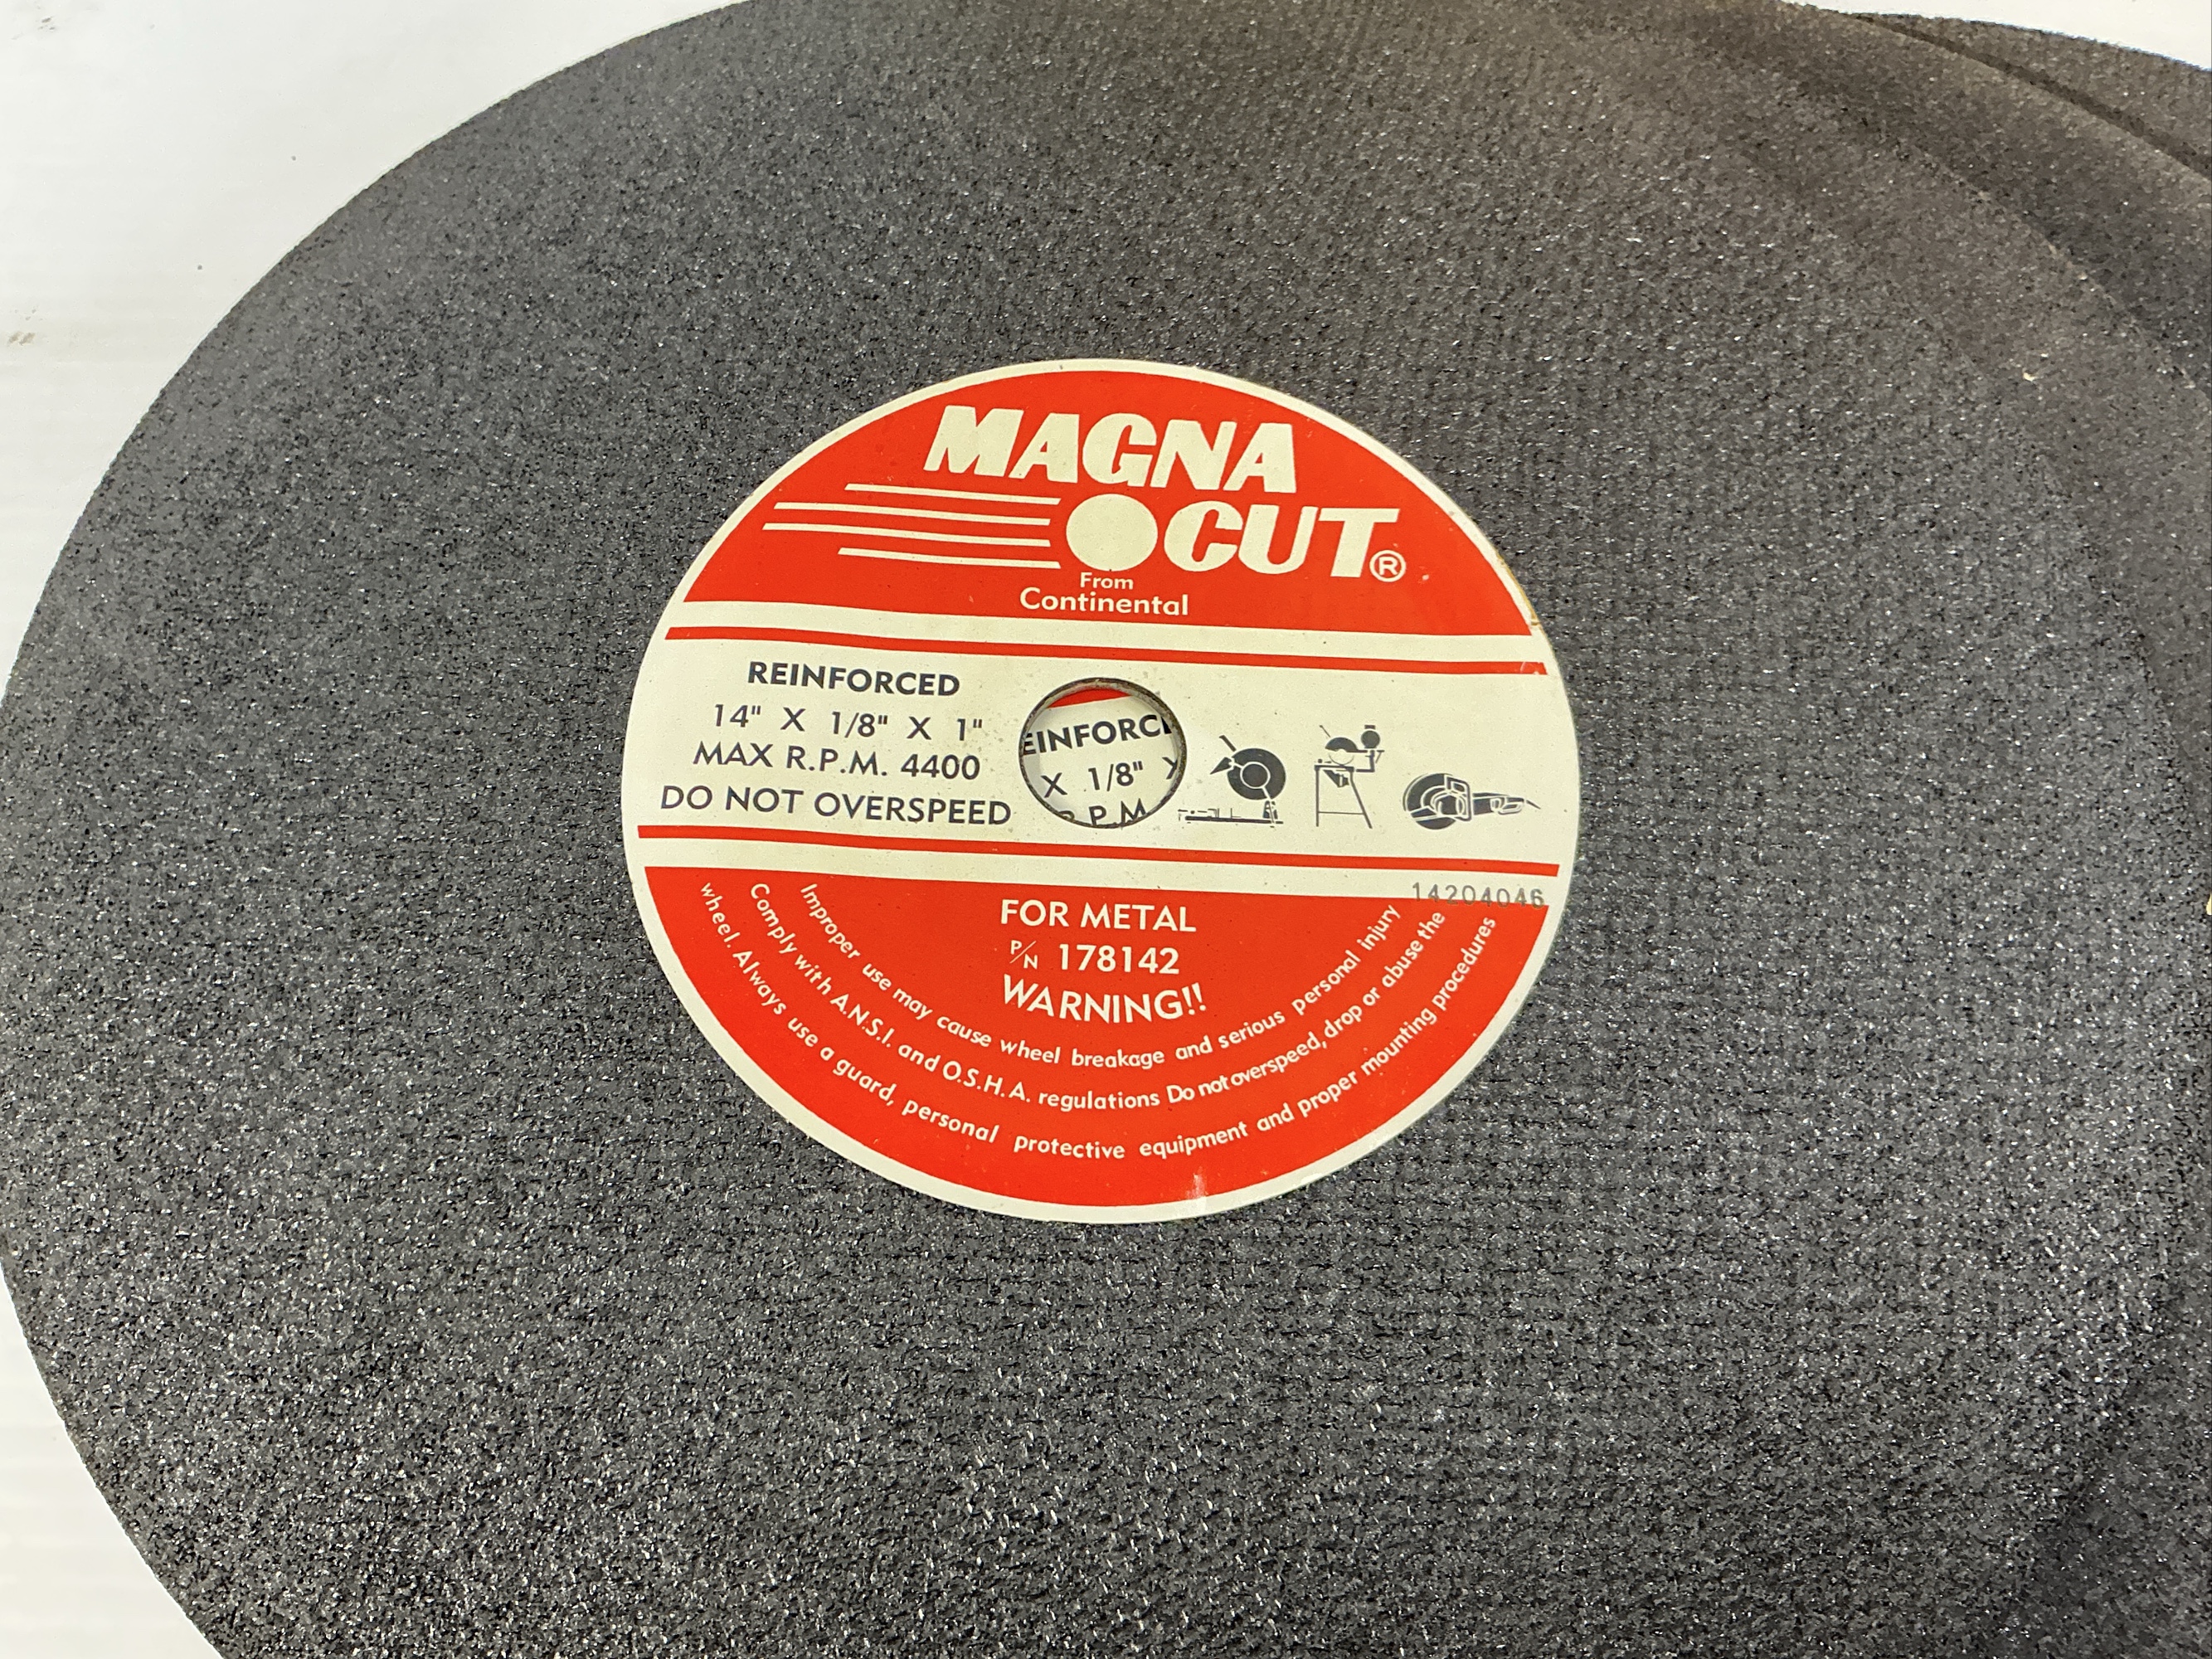 MAGNA
CUT®
From
Continental
REINFORCED
14" X 1/8" X 1"
MAX R.P.M. 4400
DO NOT OVERSPEED
EINFORC
X 1/8" X
P.M
14204046
FOR METAL
P/N 178142
WARNING!!
Improper use may cause wheel breakage and serious personal injury
Comply with A.N.S.I. and O.S.H.A. regulations Do not overspeed, drop or abuse the
wheel. Always use a guard, personal protective equipment and proper mounting procedures